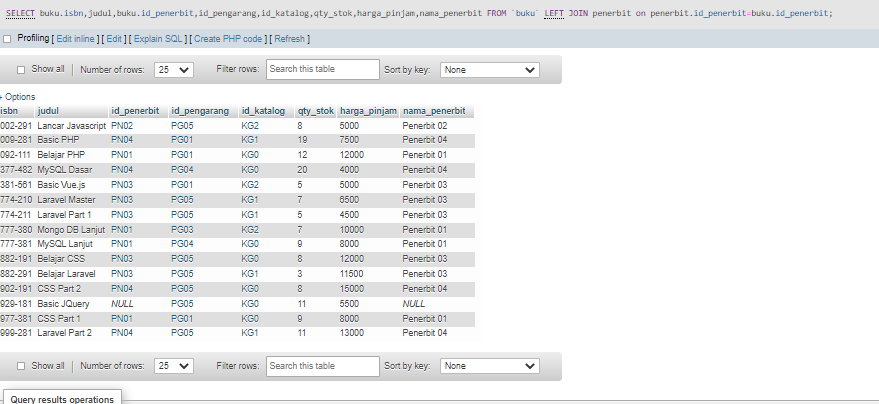 SELECT buku.isbn,judul,buku.id_penerbit,id_pengarang,id_katalog,qty_stok,harga_pinjam,nama_penerbit FROM `buku` LEFT JOIN penerbit on penerbit.id_penerbit=buku.id_penerbit;
Profiling [ Edit inline ] [ Edit ] [ Explain SQL ] [ Create PHP code ] [ Refresh ]
Show all | Number of rows: 25 Filter rows: Search this table Sort by key: None
+ Options
isbn judul id_penerbit id_pengarang id_katalog qty_stok harga_pinjam nama_penerbit
002-291 Lancar Javascript PN02 PG05 KG2 8 5000 Penerbit 02
009-281 Basic PHP PN04 PG01 KG1 19 7500 Penerbit 04
092-111 Belajar PHP PN01 PG01 KG0 12 12000 Penerbit 01
377-482 MySQL Dasar PN04 PG04 KG0 20 4000 Penerbit 04
381-561 Basic Vue.js PN03 PG01 KG2 5 5000 Penerbit 03
774-210 Laravel Master PN03 PG05 KG1 7 6500 Penerbit 03
774-211 Laravel Part 1 PN03 PG05 KG1 5 4500 Penerbit 03
777-380 Mongo DB Lanjut PN01 PG03 KG2 7 10000 Penerbit 01
777-381 MySQL Lanjut PN01 PG04 KG0 9 8000 Penerbit 01
882-191 Belajar CSS PN03 PG05 KG0 8 12000 Penerbit 03
882-291 Belajar Laravel PN03 PG05 KG1 3 11500 Penerbit 03
902-191 CSS Part 2 PN04 PG05 KG0 8 15000 Penerbit 04
929-181 Basic JQuery NULL PG05 KG0 11 5500 NULL
977-381 CSS Part 1 PN01 PG01 KG0 9 8000 Penerbit 01
999-281 Laravel Part 2 PN04 PG05 KG1 11 13000 Penerbit 04
Show all | Number of rows: 25 Filter rows: Search this table Sort by key: None
Query results operations